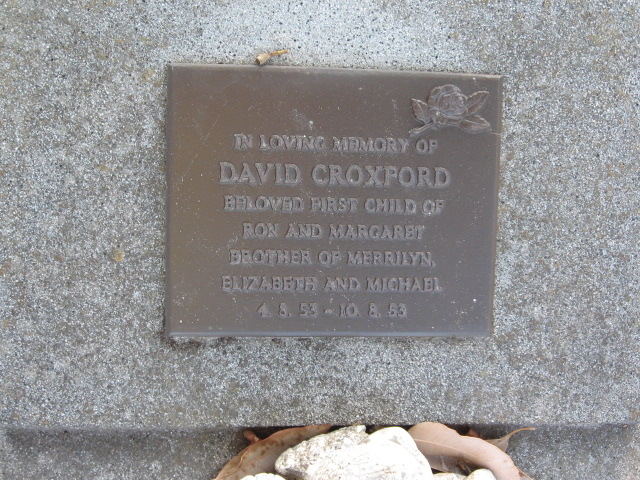 IN LOVING MEMORY OF
DAVID CROXFORD
BELOVED FIRST CHILD OF
RON AND MARGARET
BROTHER OF MERRILYN,
ELIZABETH AND MICHAEL
4. 8. 53 - 10. 8. 53